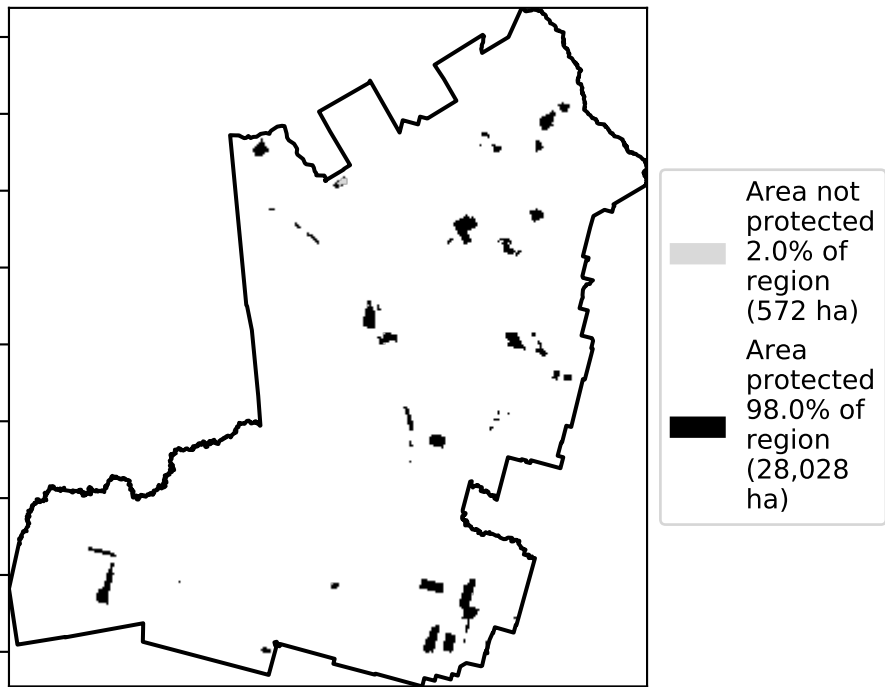 Area not
protected
2.0% of
region
(572 ha)
Area
protected
98.0% of
region
(28,028
ha)